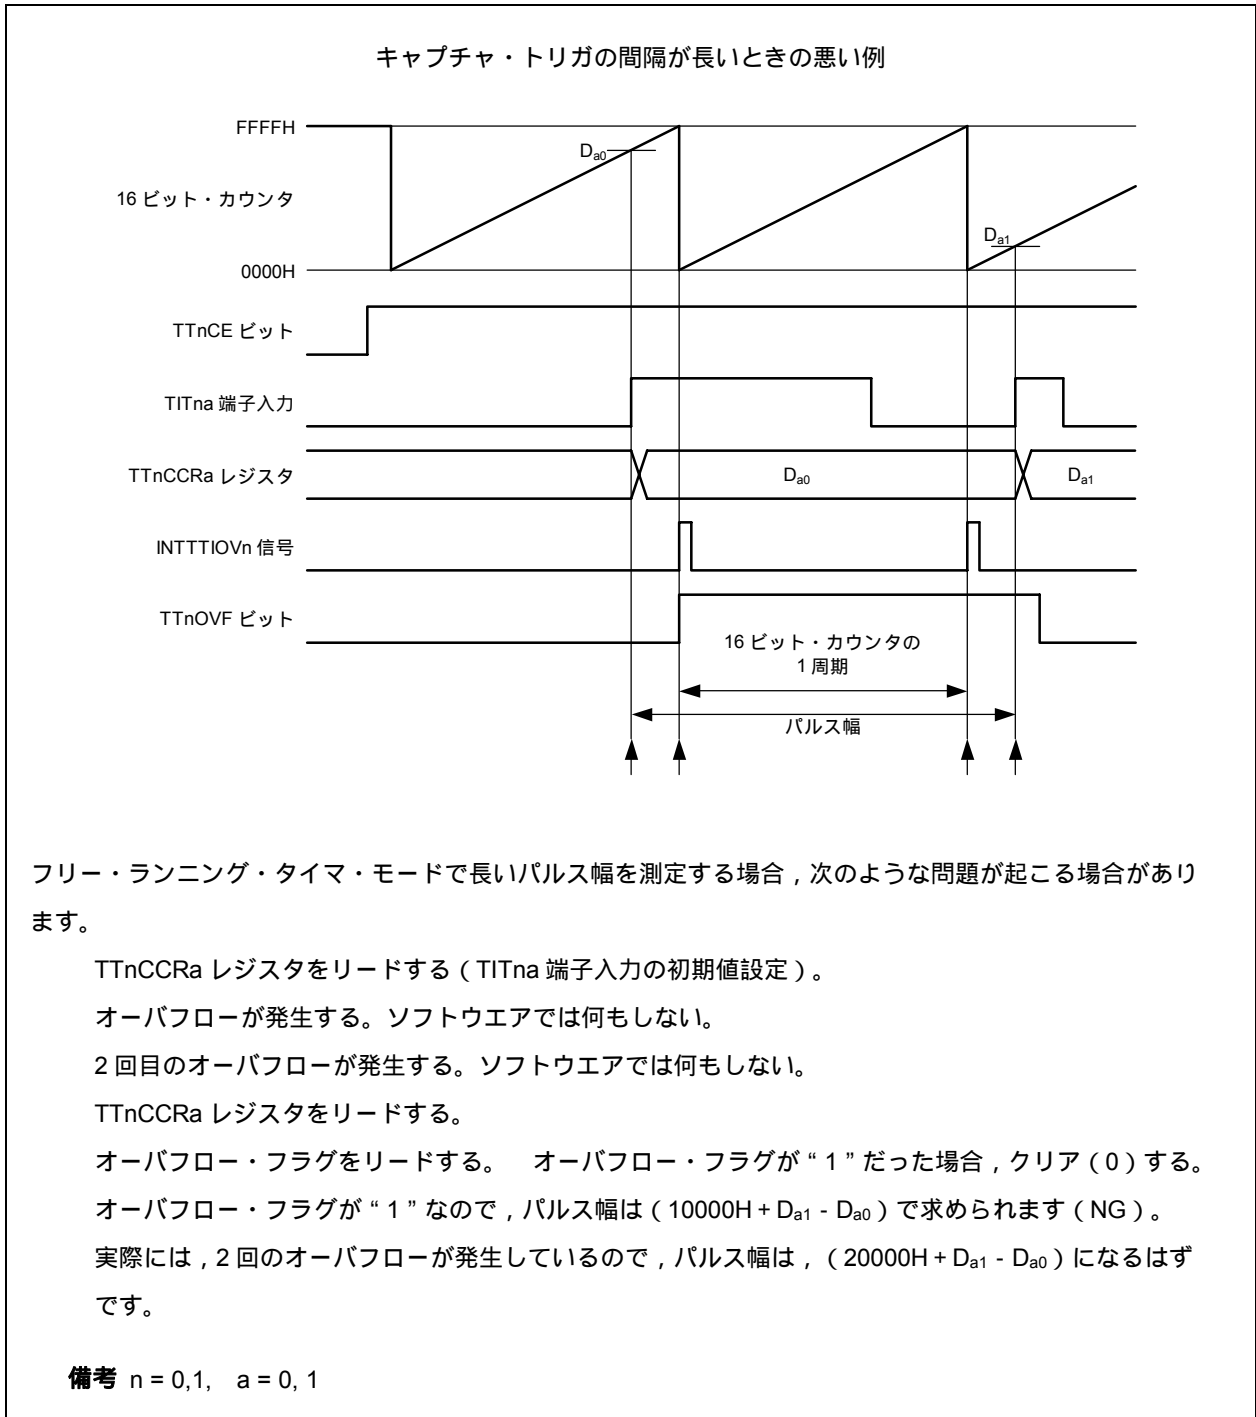 キャプチャ・トリガの間隔が長いときの悪い例
FFFFH
Da0
16 ビット・カウンタ
Da1
0000H
TTnCE ビット
TITna 端子入力
TTnCCRa レジスタ
Da0
Da1
INTTTIOVn 信号
TTnOVF ビット
16 ビット・カウンタの
1 周期
パルス幅
フリー・ランニング・タイマ・モードで長いパルス幅を測定する場合，次のような問題が起こる場合があり
ます。
TTnCCRa レジスタをリードする（TITna 端子入力の初期値設定）。
オーバフローが発生する。ソフトウエアでは何もしない。
2 回目のオーバフローが発生する。ソフトウエアでは何もしない。
TTnCCRa レジスタをリードする。
オーバフロー・フラグをリードする。　オーバフロー・フラグが“1”だった場合，クリア（0）する。
オーバフロー・フラグが“1”なので，パルス幅は（10000H + Da1 - Da0）で求められます（NG）。
実際には，2 回のオーバフローが発生しているので，パルス幅は，（20000H + Da1 - Da0）になるはず
です。
備考 n = 0,1,　a = 0, 1